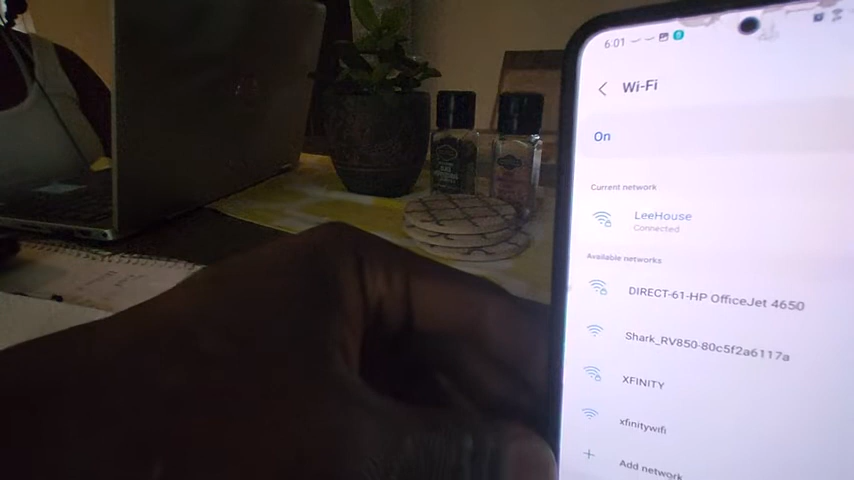 6:01
Wi-Fi
On
Current network
LeeHouse
Connected
Available networks
DIRECT-61-HP OfficeJet 4650
Shark_RV850-80c5f2a6117a
XFINITY
xfinitywifi
Add network